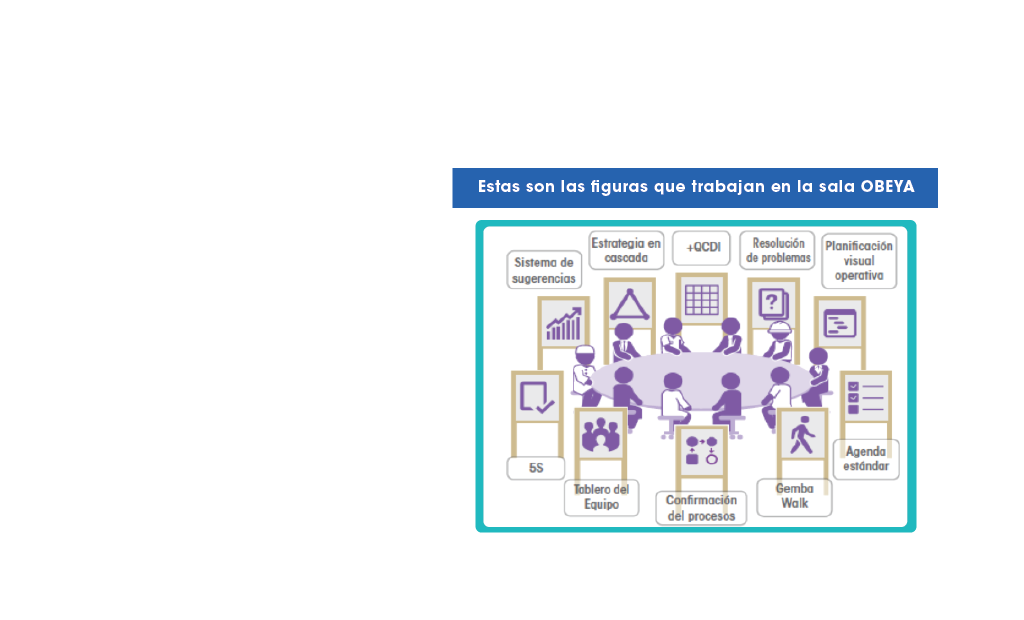 Estas son las figuras que trabajan en la sala OBEYA
Sistema de
sugerencias
Estrategia en
cascada
+QCDI
Resolución
de problemas
Planificación
visual
operativa
5S
Tablero del
Equipo
Confirmación
del procesos
Gemba
Walk
Agenda
estándar
?